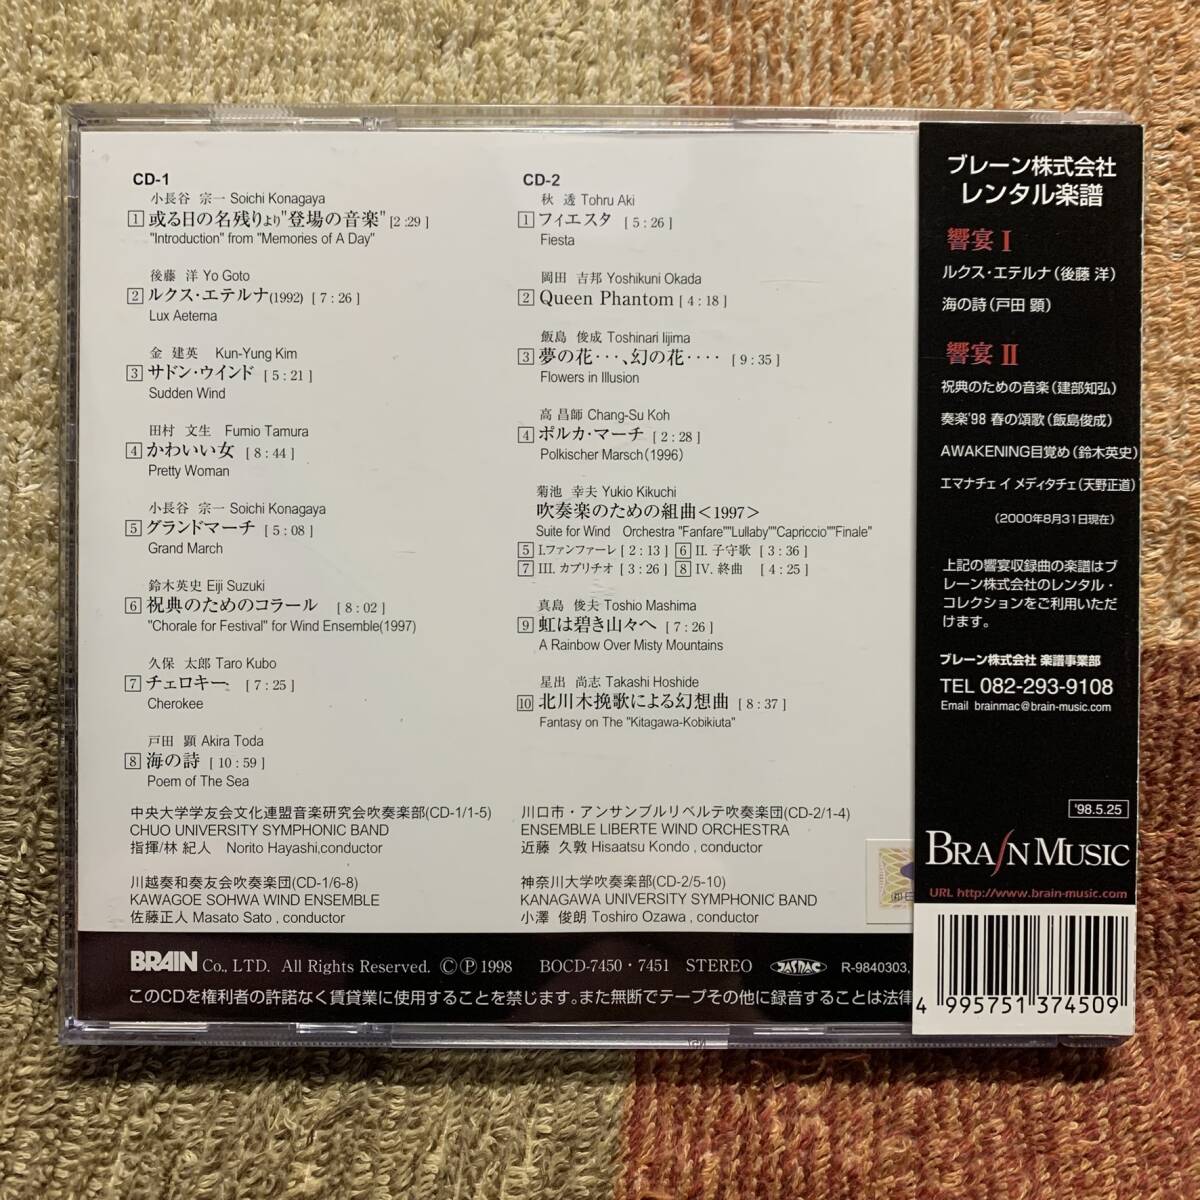 CD-1
小長谷 宗一 Soichi Konagaya
1 或る日の名残りより"登場の音楽" [2:29]
"Introduction" from "Memories of A Day"
後藤 洋 Yo Goto
2 ルクス・エテルナ(1992) [7:26]
Lux Aeterna
金 建英 Kun-Yung Kim
3 サドン・ウインド [5:21]
Sudden Wind
田村 文生 Fumio Tamura
4 かわいい女 [8:44]
Pretty Woman
小長谷 宗一 Soichi Konagaya
5 グランドマーチ [5:08]
Grand March
鈴木英史 Eiji Suzuki
6 祝典のためのコラール [8:02]
"Chorale for Festival" for Wind Ensemble(1997)
久保 太郎 Taro Kubo
7 チェロキー [7:25]
Cherokee
戸田 顕 Akira Toda
8 海の詩 [10:59]
Poem of The Sea
中央大学学友会文化連盟音楽研究会吹奏楽部(CD-1/1-5)
CHUO UNIVERSITY SYMPHONIC BAND
指揮/林 紀人 Norito Hayashi,conductor
川越奏和奏友会吹奏楽団(CD-1/6-8)
KAWAGOE SOHWA WIND ENSEMBLE
佐藤正人 Masato Sato , conductor
CD-2
秋 透 Tohru Aki
1 フィエスタ [5:26]
Fiesta
岡田 吉邦 Yoshikuni Okada
2 Queen Phantom [4:18]
飯島 俊成 Toshinari Iijima
3 夢の花･･･、幻の花････ [9:35]
Flowers in Illusion
高 昌帥 Chang-Su Koh
4 ポルカ・マーチ [2:28]
Polkischer Marsch(1996)
菊池 幸夫 Yukio Kikuchi
吹奏楽のための組曲<1997>
Suite for Wind Orchestra "Fanfare""Lullaby""Capriccio""Finale"
5 I.ファンファーレ [2:13] 6 II. 子守歌 [3:36]
7 III. カプリチオ [3:26] 8 IV. 終曲 [4:25]
真島 俊夫 Toshio Mashima
9 虹は碧き山々へ [7:26]
A Rainbow Over Misty Mountains
星出 尚志 Takashi Hoshide
10 北川木挽歌による幻想曲 [8:37]
Fantasy on The "Kitagawa-Kobikiuta"
川口市・アンサンブルリベルテ吹奏楽団(CD-2/1-4)
ENSEMBLE LIBERTE WIND ORCHESTRA
近藤 久敦 Hisaatsu Kondo , conductor
神奈川大学吹奏楽部(CD-2/5-10)
KANAGAWA UNIVERSITY SYMPHONIC BAND
小澤 俊朗 Toshiro Ozawa , conductor
BRAIN Co., LTD. All Rights Reserved. ©℗1998 BOCD-7450・7451 STEREO JASRAC R-9840303,
このCDを権利者の許諾なく賃貸業に使用することを禁じます。また無断でテープその他に録音することは法律
ブレーン株式会社
レンタル楽譜
響宴 I
ルクス・エテルナ(後藤 洋)
海の詩(戸田 顕)
響宴 II
祝典のための音楽(建部知弘)
奏楽'98 春の頌歌(飯島俊成)
AWAKENING目覚め(鈴木英史)
エマナチェ イ メディタチェ(天野正道)
(2000年8月31日現在)
上記の響宴収録曲の楽譜はブ
レーン株式会社のレンタル・
コレクションをご利用いただ
けます。
ブレーン株式会社 楽譜事業部
TEL 082-293-9108
Email brainmac@brain-music.com
'98.5.25
BRAIN MUSIC
URL http://www.brain-music.com
4 995751 374509